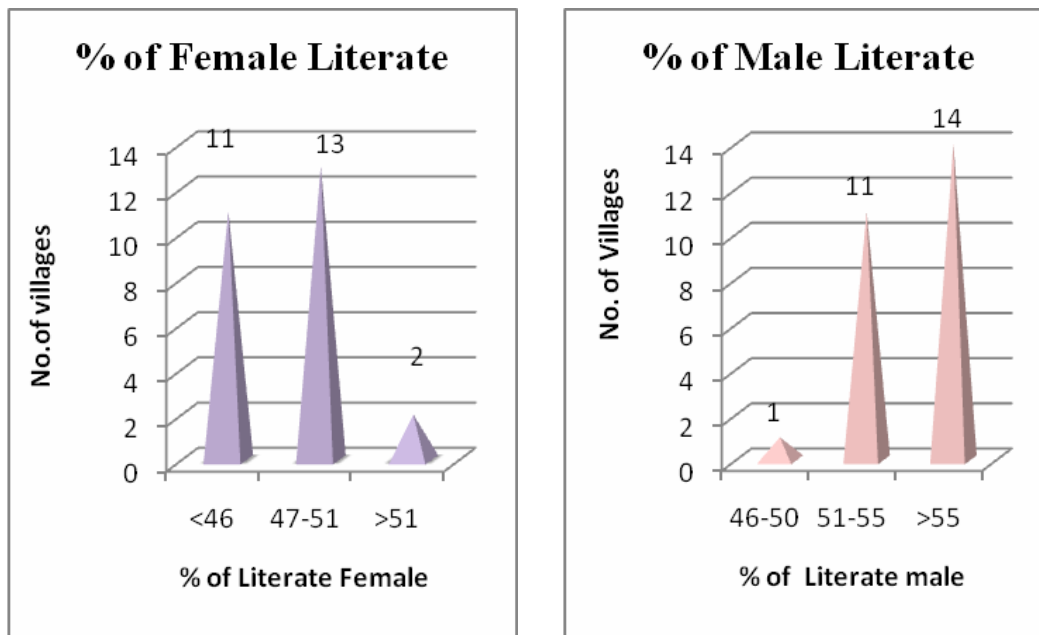 % of Female Literate
11
13
2
14
12
10
8
6
4
2
0
No.of villages
<46 47-51 >51
% of Literate Female
% of Male Literate
14
11
1
14
12
10
8
6
4
2
0
No. of Villages
46-50 51-55 >55
% of Literate male